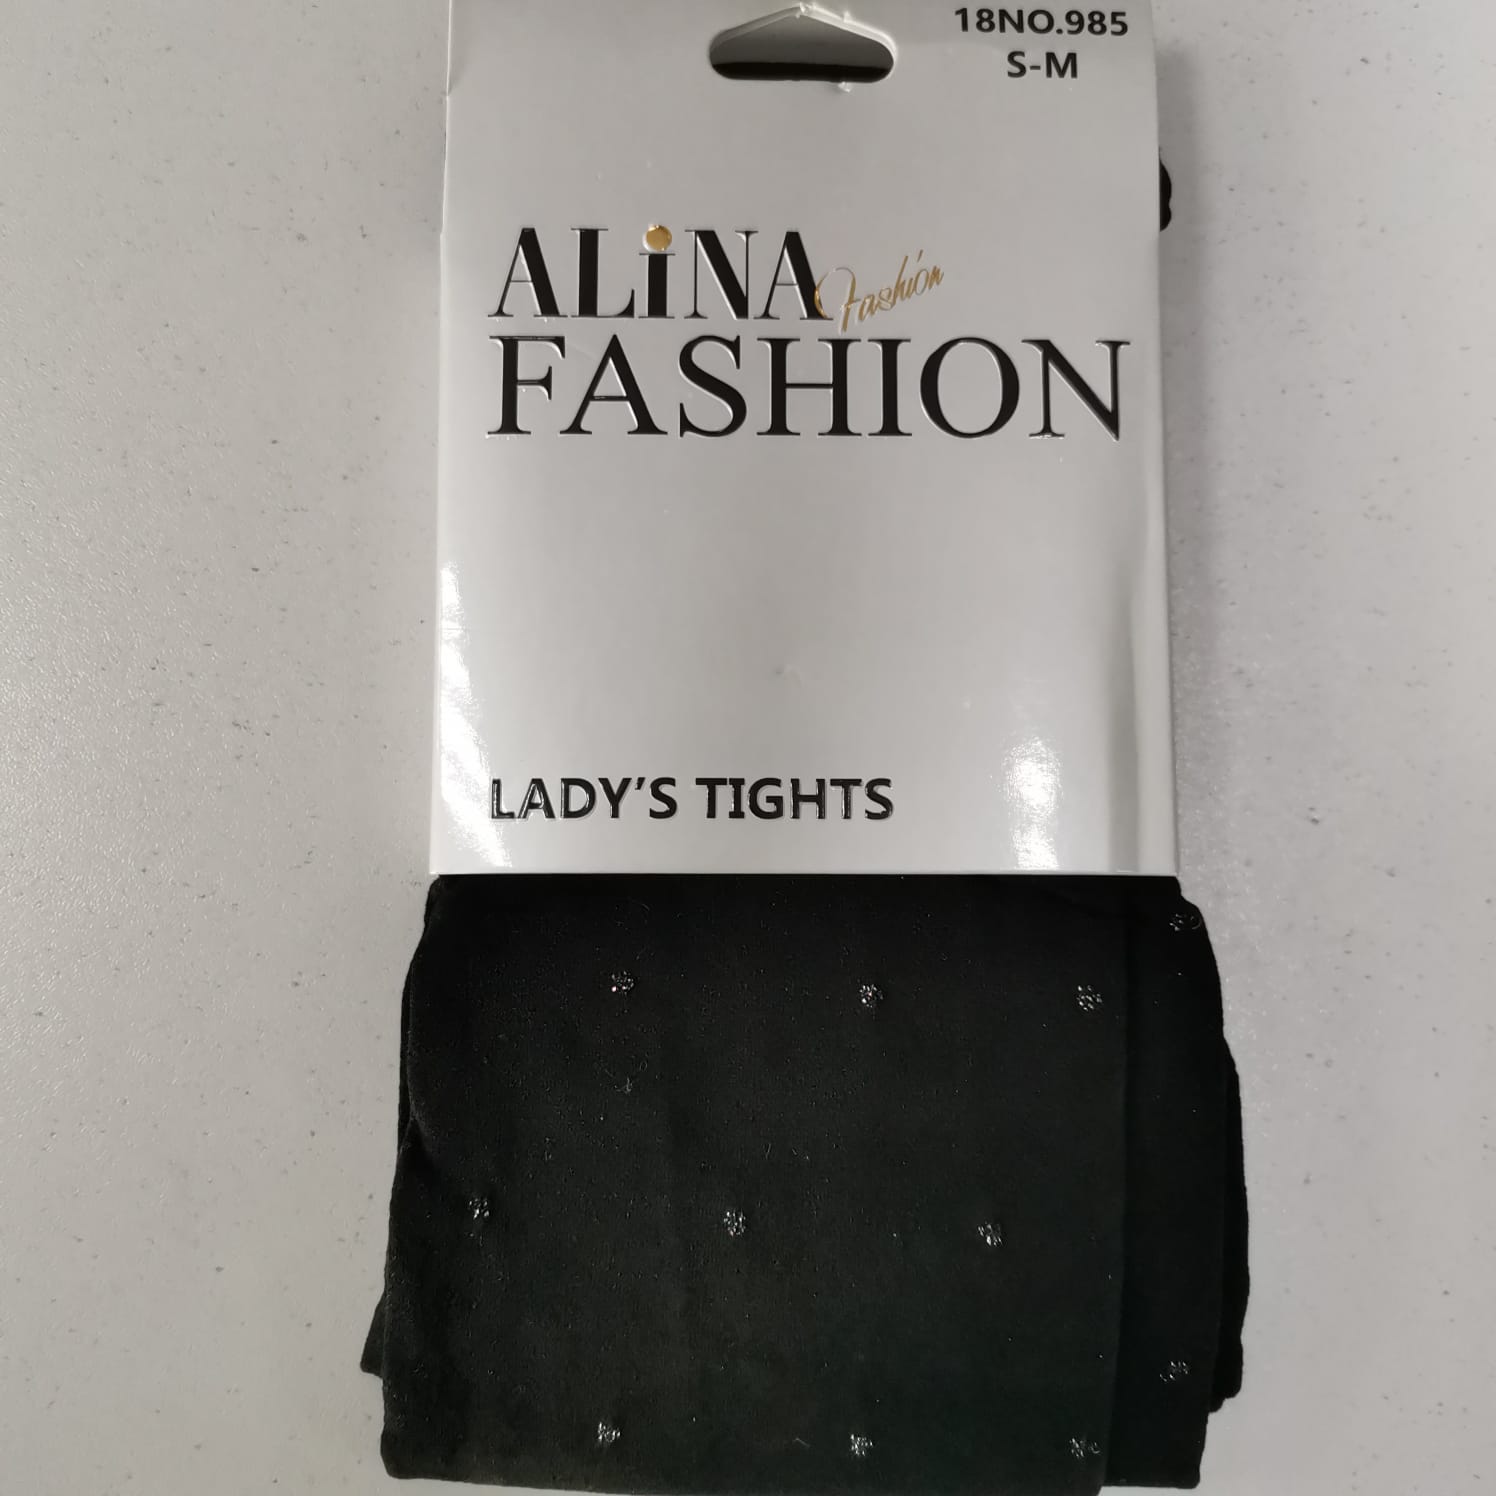 18NO.985
S-M
ALiNA Fashion
FASHION
LADY'S TIGHTS